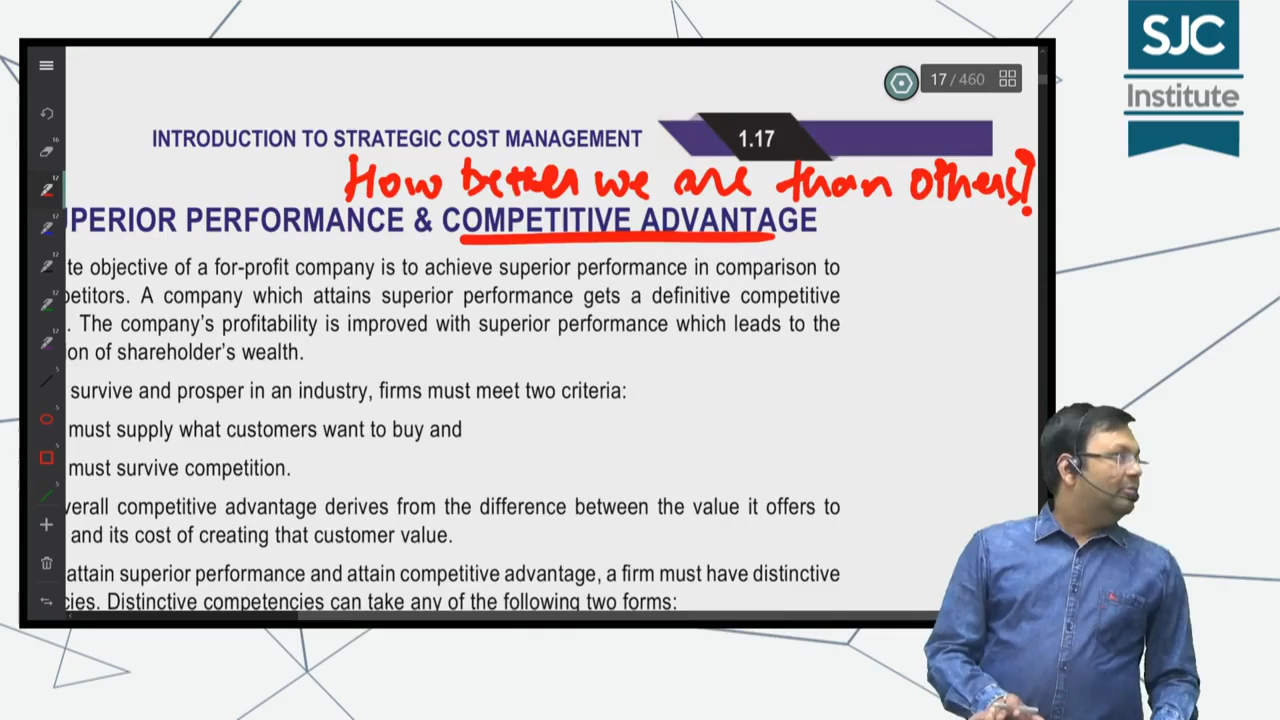 SJC
Institute
17 / 460
INTRODUCTION TO STRATEGIC COST MANAGEMENT 1.17
How better we are than others?
PERIOR PERFORMANCE & COMPETITIVE ADVANTAGE
te objective of a for-profit company is to achieve superior performance in comparison to
petitors. A company which attains superior performance gets a definitive competitive
. The company's profitability is improved with superior performance which leads to the
ion of shareholder's wealth.
survive and prosper in an industry, firms must meet two criteria:
must supply what customers want to buy and
must survive competition.
verall competitive advantage derives from the difference between the value it offers to
and its cost of creating that customer value.
attain superior performance and attain competitive advantage, a firm must have distinctive
cies. Distinctive competencies can take any of the following two forms: